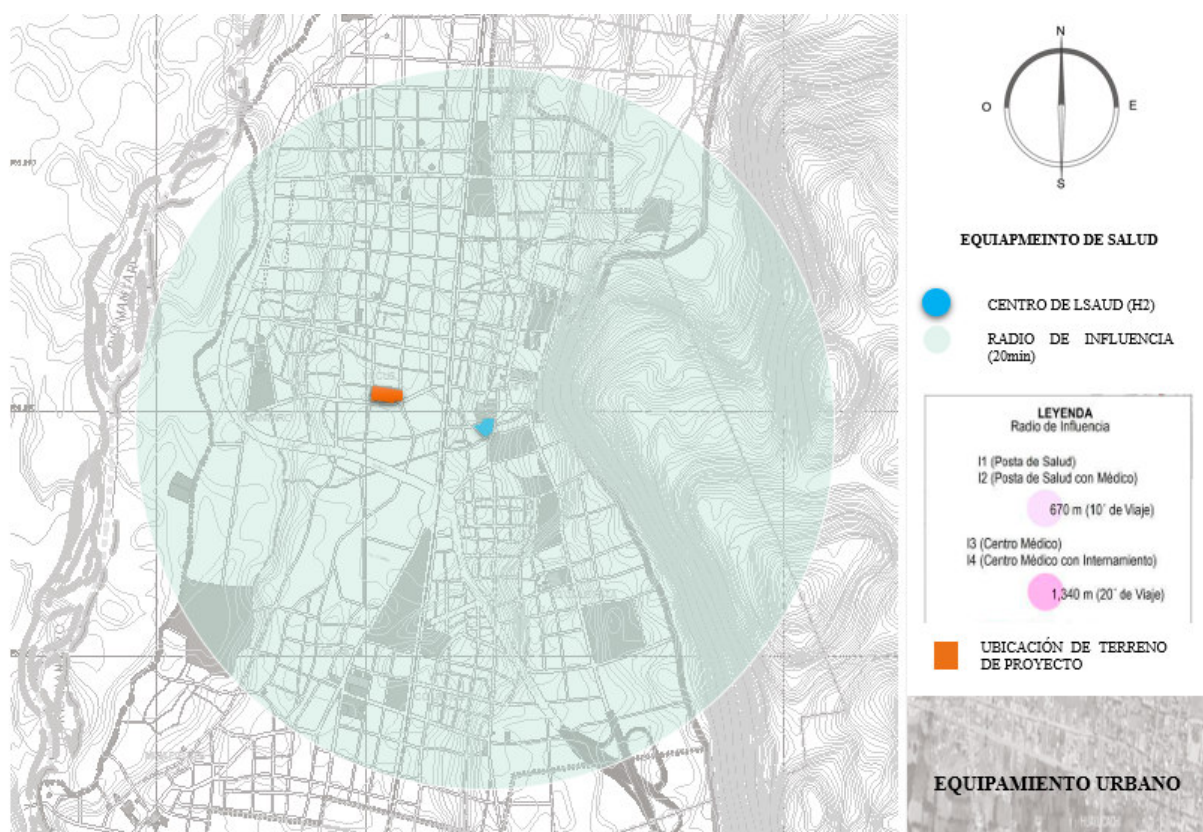 N
O
E
S
EQUIAPMEINTO DE SALUD
CENTRO DE LSAUD (H2)
RADIO DE INFLUENCIA
(20min)
LEYENDA
Radio de Influencia
I1 (Posta de Salud)
I2 (Posta de Salud con Médico)
670 m (10´ de Viaje)
I3 (Centro Médico)
I4 (Centro Médico con Internamiento)
1,340 m (20´ de Viaje)
UBICACIÓN DE TERRENO
DE PROYECTO
EQUIPAMIENTO URBANO